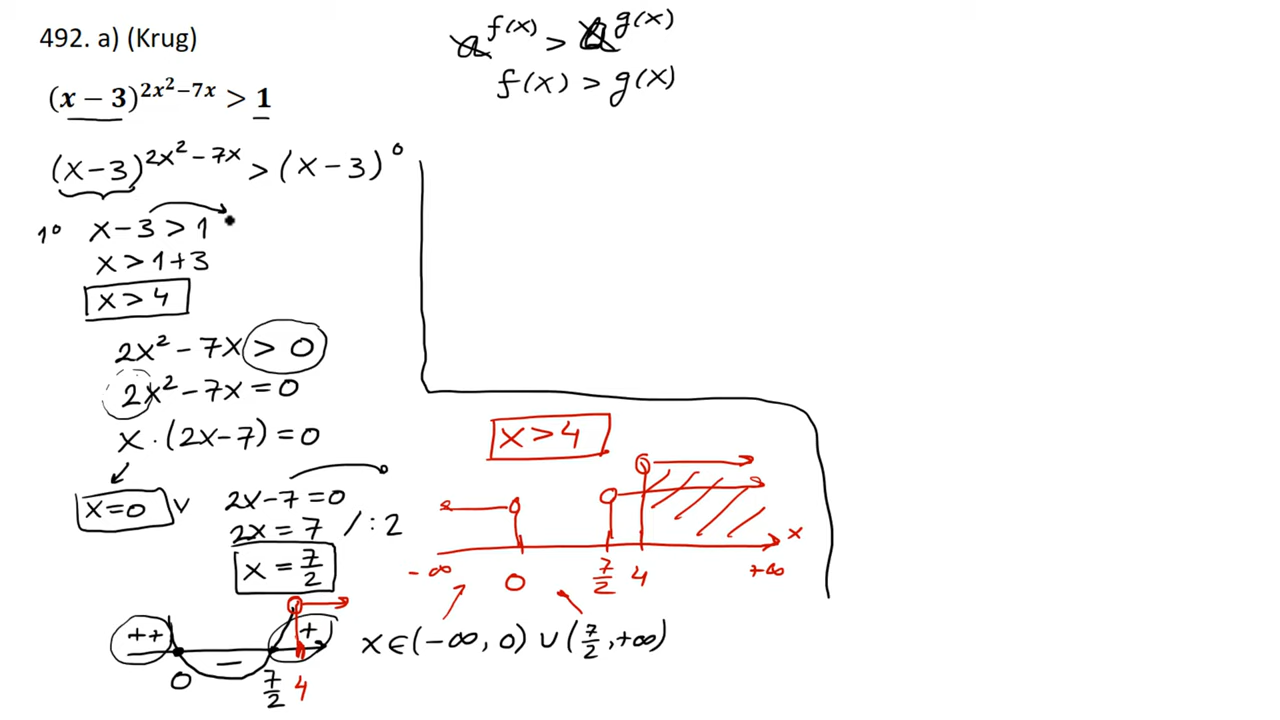 492. a) (Krug)
(x − 3)^{2x² − 7x} > 1
(x − 3)^{2x² − 7x} > (x − 3)^0
1° x − 3 > 1
x > 1 + 3
x > 4
2x² − 7x > 0
2x² − 7x = 0
x · (2x − 7) = 0
x = 0 ∨ 2x − 7 = 0
2x = 7 / : 2
x = 7/2
++ − +
0 7/2 4
x ∈ (−∞, 0) ∪ (7/2, +∞)
a^{f(x)} > a^{g(x)}
f(x) > g(x)
x > 4
x
−∞ 0 7/2 4 +∞